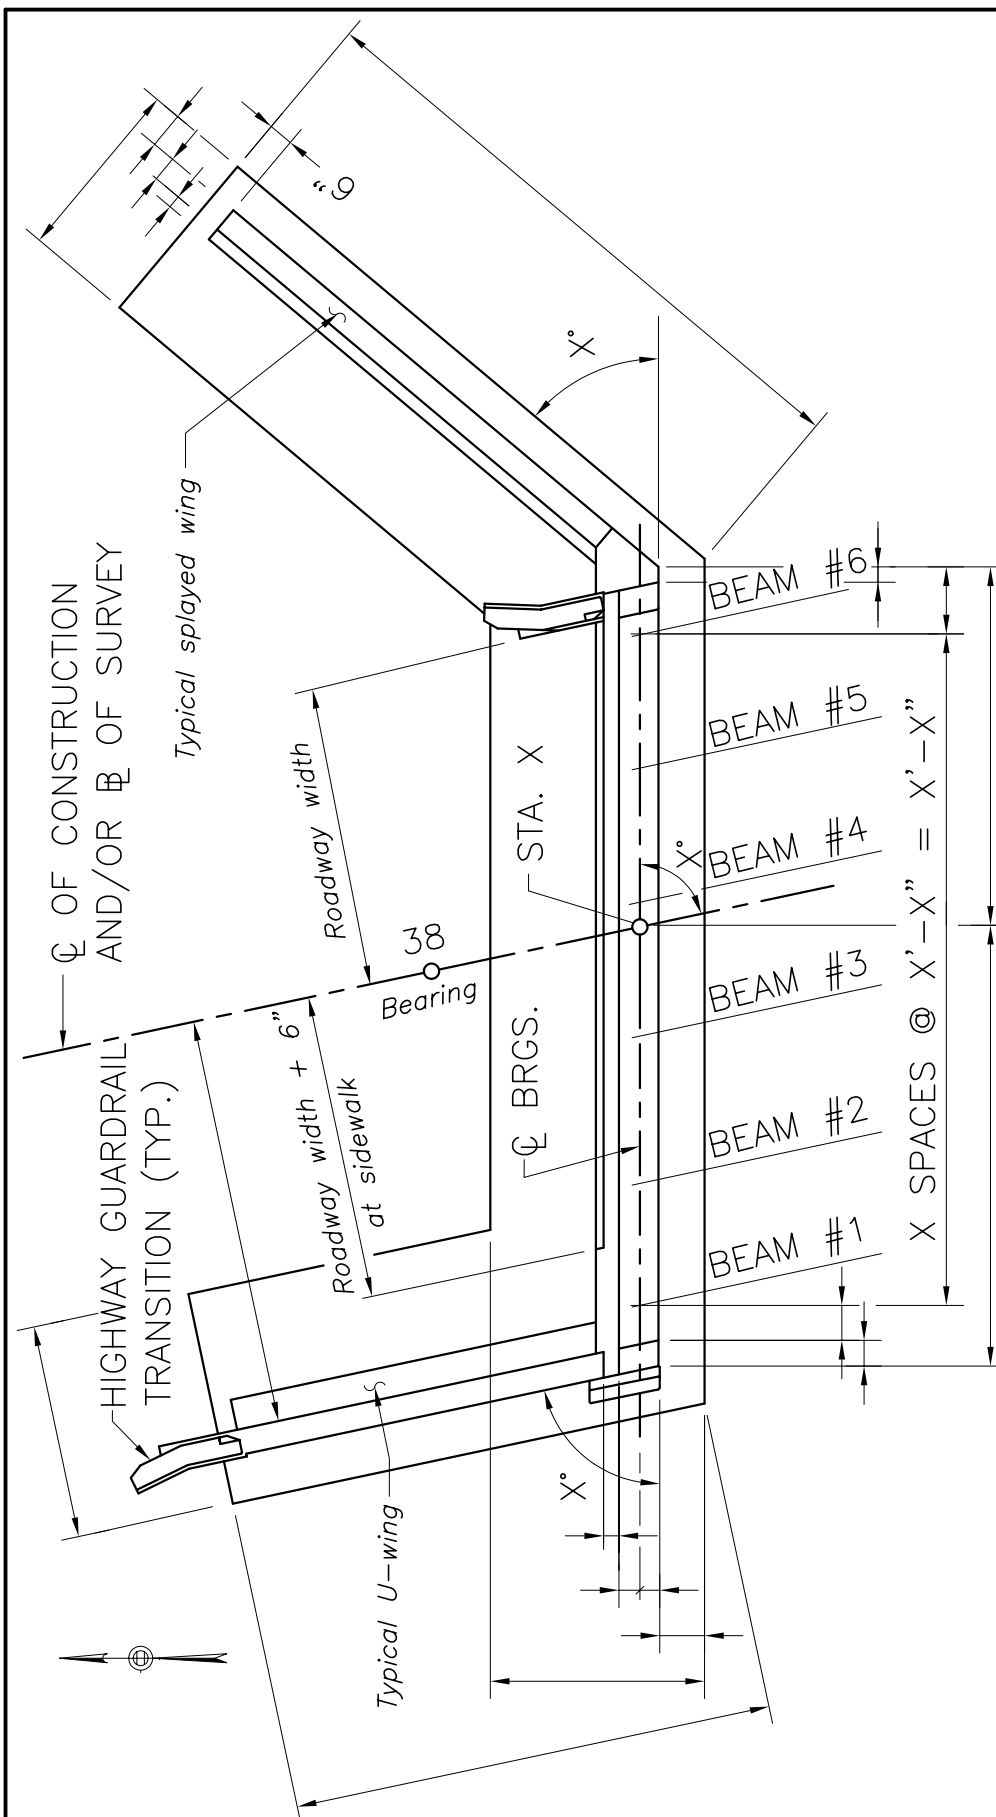 ℄ OF CONSTRUCTION
AND/OR ⅊ OF SURVEY
Typical splayed wing
6"
X°
HIGHWAY GUARDRAIL
TRANSITION (TYP.)
Roadway width
Roadway width + 6"
at sidewalk
38
Bearing
℄ BRGS.
STA. X
X°
X°
Typical U-wing
BEAM #1
BEAM #2
BEAM #3
BEAM #4
BEAM #5
BEAM #6
X SPACES @ X'-X" = X'-X"